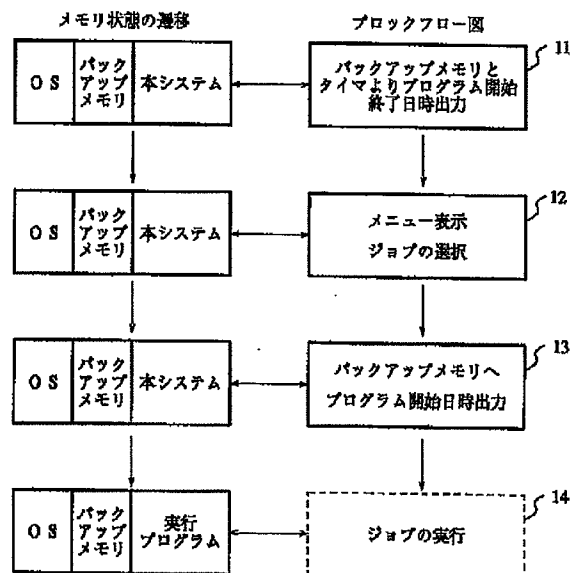 メモリ状態の遷移
ブロックフロー図
OS
バック
アップ
メモリ
本システム
バックアップメモリと
タイマよりプログラム開始
終了日時出力
11
OS
バック
アップ
メモリ
本システム
メニュー表示
ジョブの選択
12
OS
バック
アップ
メモリ
本システム
バックアップメモリへ
プログラム開始日時出力
13
OS
バック
アップ
メモリ
実行
プログラム
ジョブの実行
14